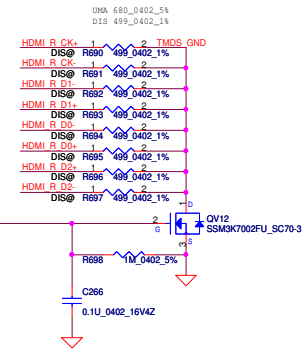 UMA 680_0402_5%
DIS 499_0402_1%
HDMI_R_CK+ 1 2 TMDS_GND
DIS@ R690 499_0402_1%
HDMI_R_CK- 1 2
DIS@ R691 499_0402_1%
HDMI_R_D1- 1 2
DIS@ R692 499_0402_1%
HDMI_R_D1+ 1 2
DIS@ R693 499_0402_1%
HDMI_R_D0- 1 2
DIS@ R694 499_0402_1%
HDMI_R_D0+ 1 2
DIS@ R695 499_0402_1%
HDMI_R_D2+ 1 2
DIS@ R696 499_0402_1%
HDMI_R_D2- 1 2
DIS@ R697 499_0402_1%
1 D
2 G QV12
SSM3K7002FU_SC70-3
3 S
R698 1M_0402_5%
C266
0.1U_0402_16V4Z